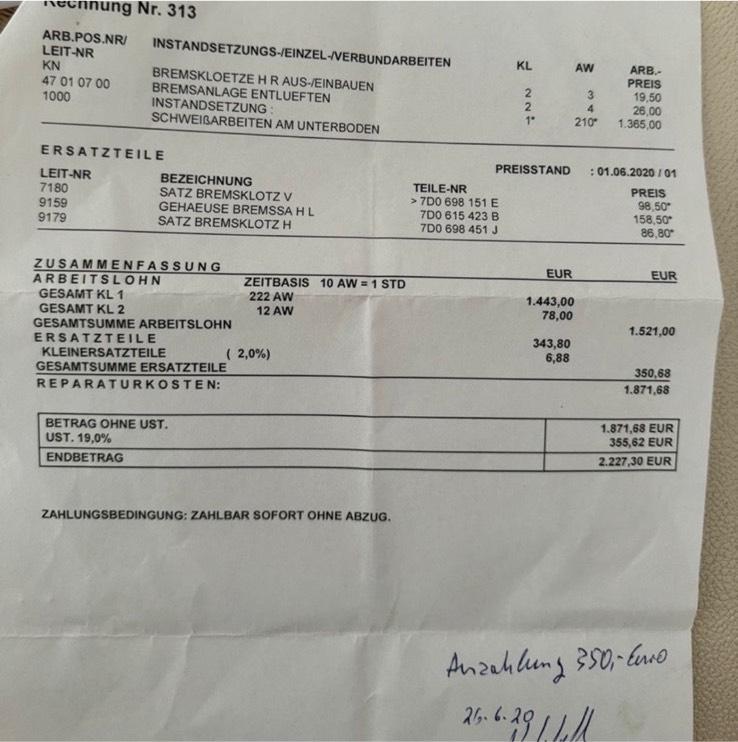 Rechnung Nr. 313
ARB.POS.NR/ INSTANDSETZUNGS-/EINZEL-/VERBUNDARBEITEN KL AW ARB.-
LEIT-NR PREIS
KN BREMSKLOETZE H R AUS-/EINBAUEN 2 3 19,50
47 01 07 00 BREMSANLAGE ENTLUEFTEN 2 4 26,00
1000 INSTANDSETZUNG : 1* 210* 1.365,00
SCHWEIßARBEITEN AM UNTERBODEN
ERSATZTEILE PREISSTAND : 01.06.2020 / 01
LEIT-NR BEZEICHNUNG TEILE-NR PREIS
7180 SATZ BREMSKLOTZ V > 7D0 698 151 E 98,50*
9159 GEHAEUSE BREMSSA H L 7D0 615 423 B 158,50*
9179 SATZ BREMSKLOTZ H 7D0 698 451 J 86,80*
ZUSAMMENFASSUNG EUR EUR
ARBEITSLOHN ZEITBASIS 10 AW = 1 STD
GESAMT KL 1 222 AW 1.443,00
GESAMT KL 2 12 AW 78,00
GESAMTSUMME ARBEITSLOHN 1.521,00
ERSATZTEILE 343,80
KLEINERSATZTEILE ( 2,0%) 6,88
GESAMTSUMME ERSATZTEILE 350,68
REPARATURKOSTEN: 1.871,68
BETRAG OHNE UST. 1.871,68 EUR
UST. 19,0% 355,62 EUR
ENDBETRAG 2.227,30 EUR
ZAHLUNGSBEDINGUNG: ZAHLBAR SOFORT OHNE ABZUG.
Anzahlung 350,- Euro
26.6.20